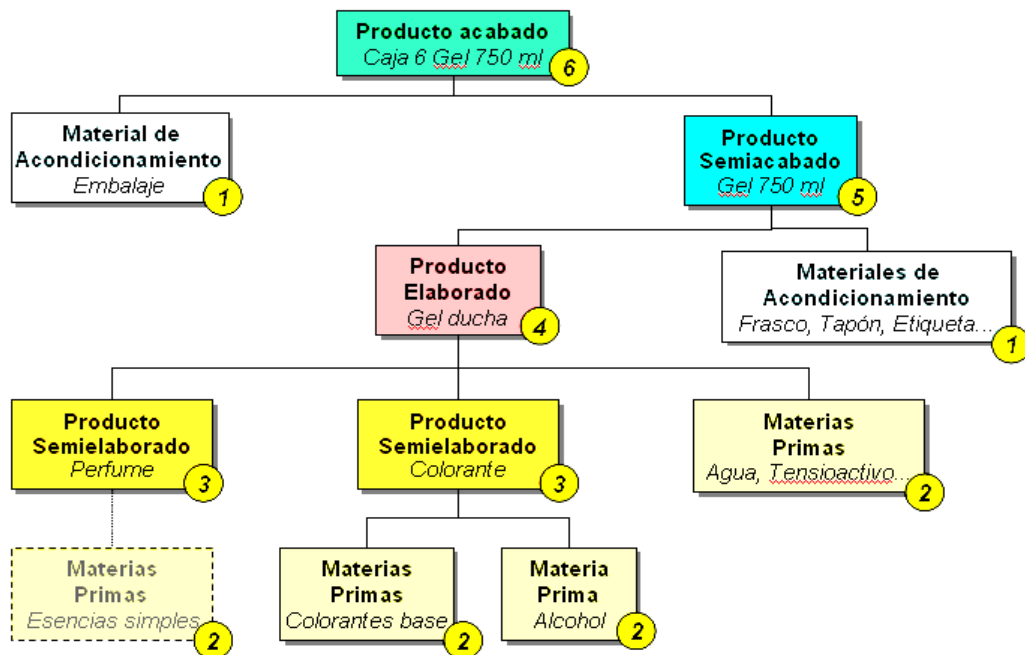 Producto acabado
Caja 6 Gel 750 ml
6
Material de
Acondicionamiento
Embalaje
1
Producto
Semiacabado
Gel 750 ml
5
Producto
Elaborado
Gel ducha
4
Materiales de
Acondicionamiento
Frasco, Tapón, Etiqueta...
1
Producto
Semielaborado
Perfume
3
Producto
Semielaborado
Colorante
3
Materias
Primas
Agua, Tensioactivo...
2
Materias
Primas
Esencias simples
2
Materias
Primas
Colorantes base
2
Materia
Prima
Alcohol
2